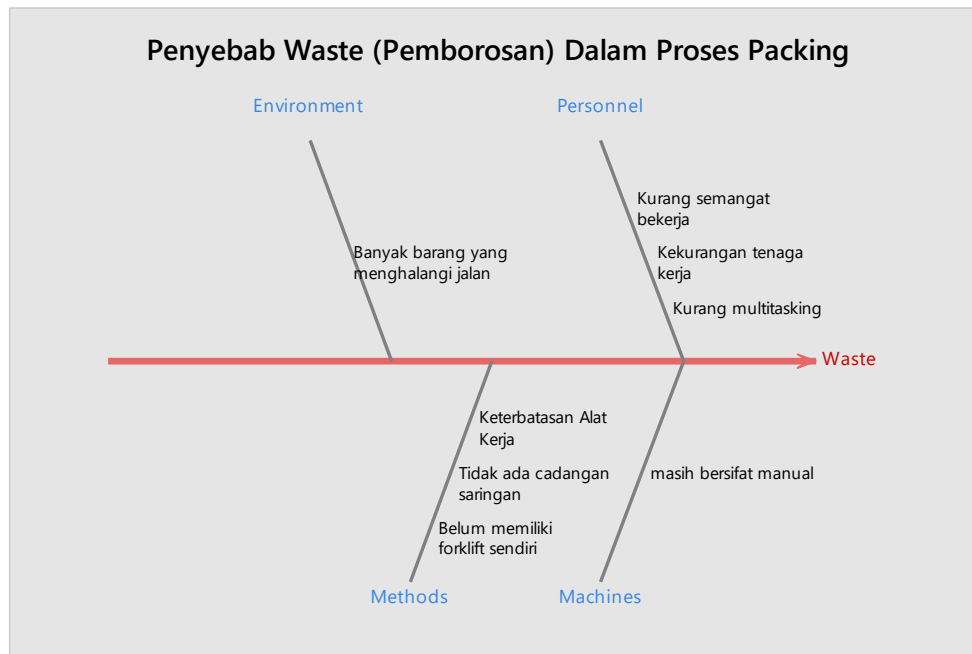 Penyebab Waste (Pemborosan) Dalam Proses Packing
Environment
Personnel
Kurang semangat
bekerja
Banyak barang yang
menghalangi jalan
Kekurangan tenaga
kerja
Kurang multitasking
Waste
Keterbatasan Alat
Kerja
Tidak ada cadangan
saringan
masih bersifat manual
Belum memiliki
forklift sendiri
Methods
Machines